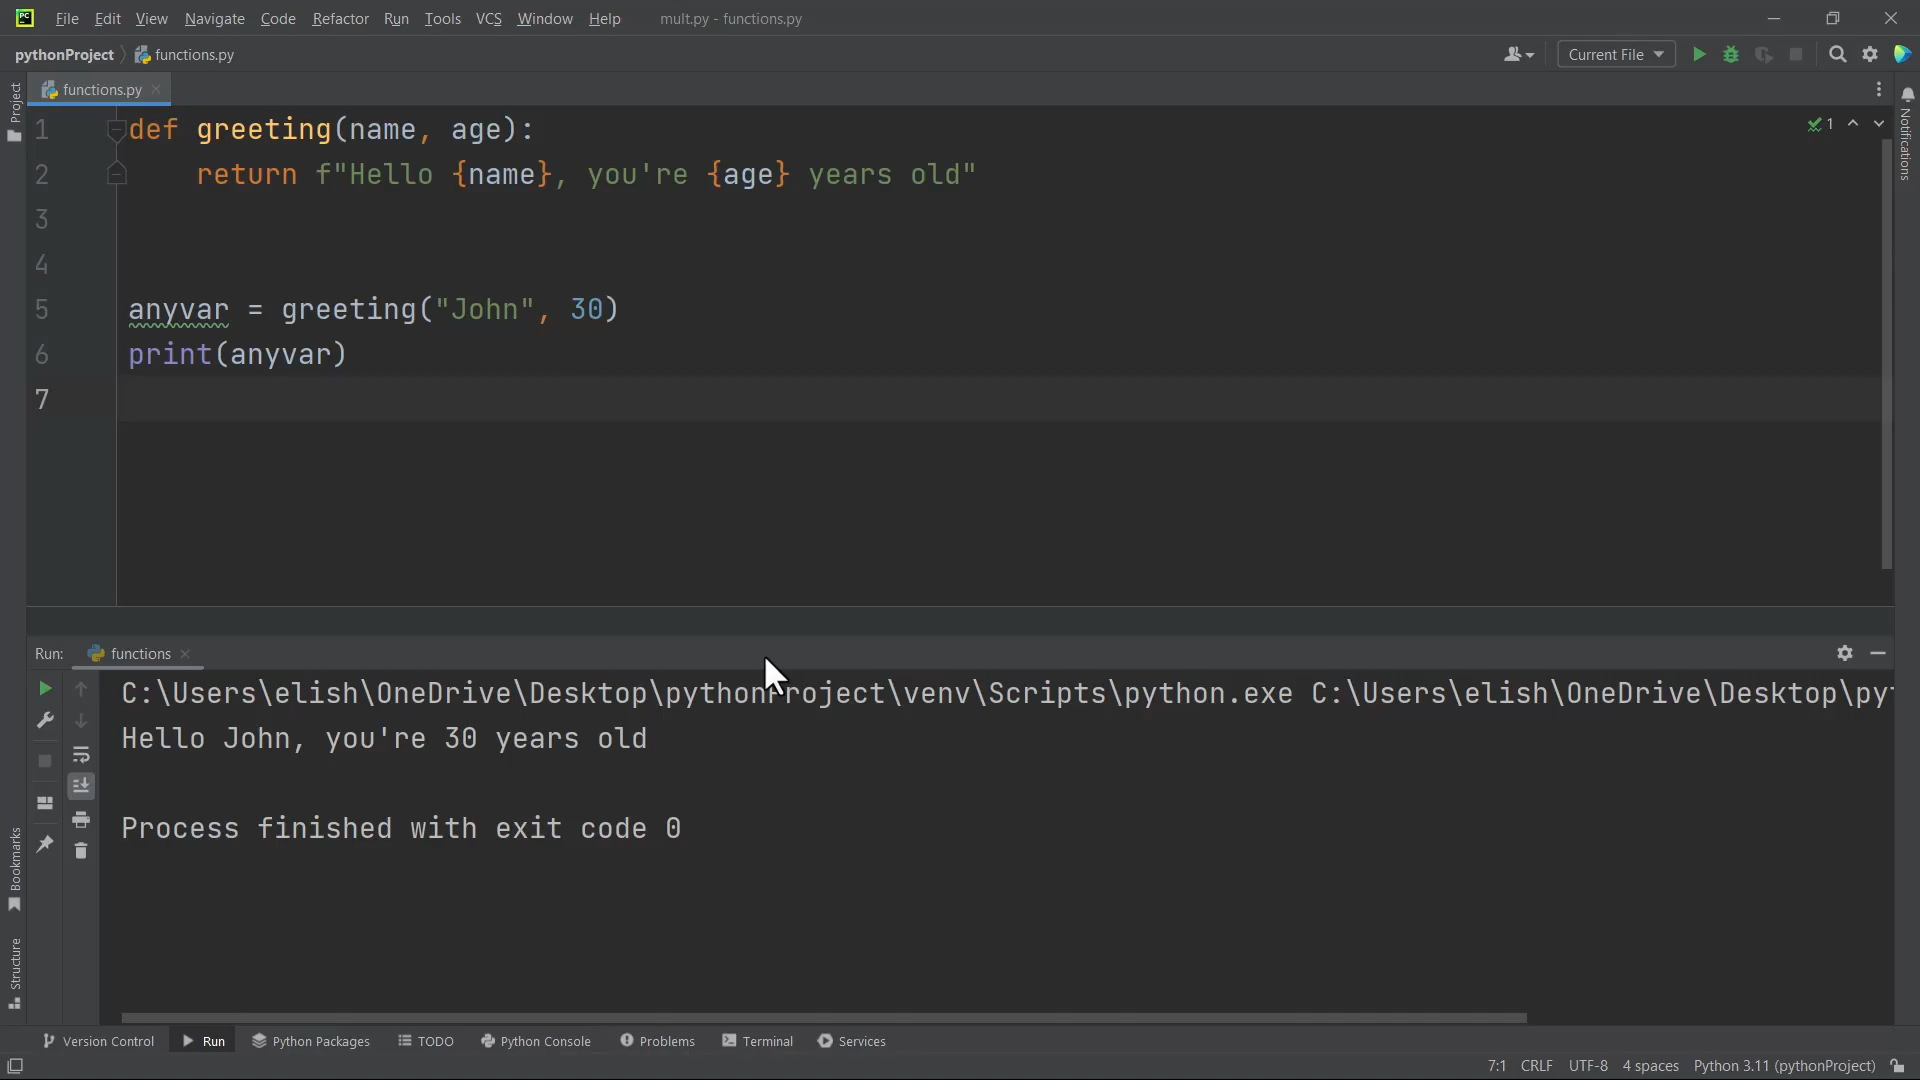 PC
File Edit View Navigate Code Refactor Run Tools VCS Window Help mult.py - functions.py
pythonProject functions.py Current File
Project
functions.py
Notifications
1 def greeting(name, age): 1
2 return f"Hello {name}, you're {age} years old"
3
4
5 anyvar = greeting("John", 30)
6 print(anyvar)
7
Run: functions
C:\Users\elish\OneDrive\Desktop\pythonProject\venv\Scripts\python.exe C:\Users\elish\OneDrive\Desktop\py
Hello John, you're 30 years old
Process finished with exit code 0
Bookmarks
Structure
Version Control Run Python Packages TODO Python Console Problems Terminal Services
7:1 CRLF UTF-8 4 spaces Python 3.11 (pythonProject)